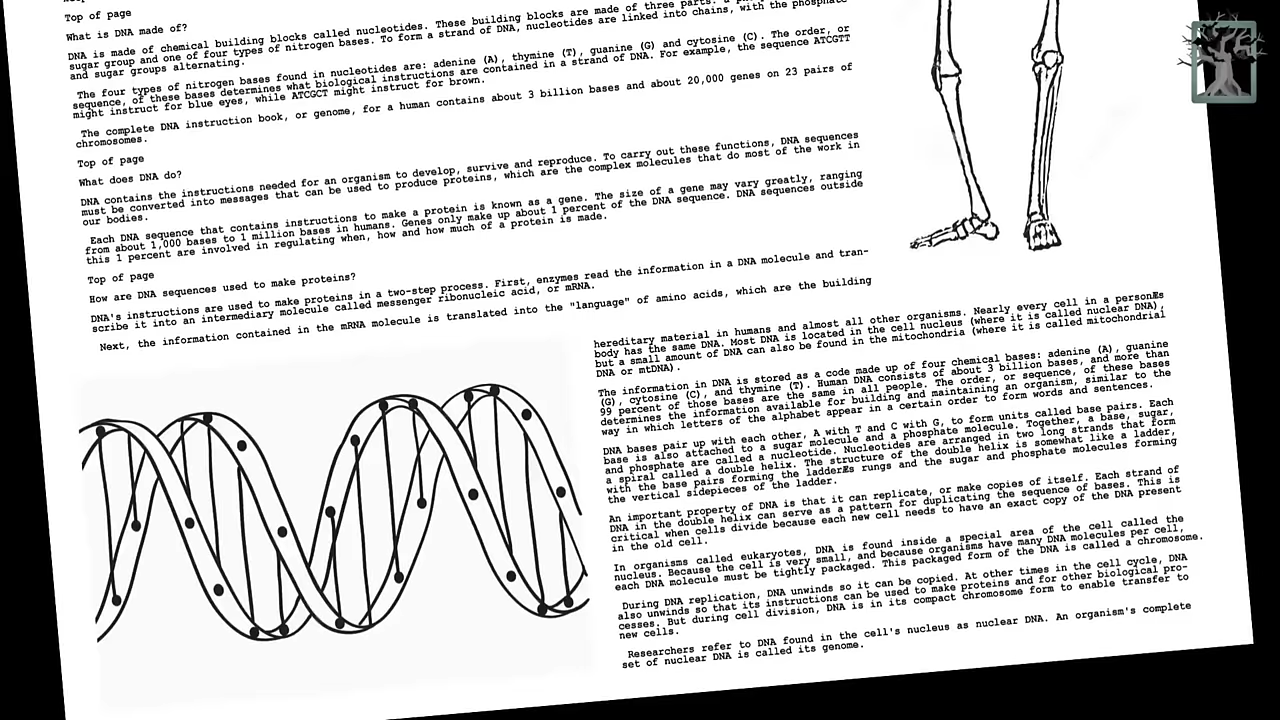 Top of page
What is DNA made of?
DNA is made of chemical building blocks called nucleotides. These building blocks are made of three parts: a
sugar group and one of four types of nitrogen bases. To form a strand of DNA, nucleotides are linked into chains, with the phosphate
and sugar groups alternating.
The four types of nitrogen bases found in nucleotides are: adenine (A), thymine (T), guanine (G) and cytosine (C). The order, or
sequence, of these bases determines what biological instructions are contained in a strand of DNA. For example, the sequence ATCGTT
might instruct for blue eyes, while ATCGCT might instruct for brown.
The complete DNA instruction book, or genome, for a human contains about 3 billion bases and about 20,000 genes on 23 pairs of
chromosomes.
Top of page
What does DNA do?
DNA contains the instructions needed for an organism to develop, survive and reproduce. To carry out these functions, DNA sequences
must be converted into messages that can be used to produce proteins, which are the complex molecules that do most of the work in
our bodies.
Each DNA sequence that contains instructions to make a protein is known as a gene. The size of a gene may vary greatly, ranging
from about 1,000 bases to 1 million bases in humans. Genes only make up about 1 percent of the DNA sequence. DNA sequences outside
this 1 percent are involved in regulating when, how and how much of a protein is made.
Top of page
How are DNA sequences used to make proteins?
DNA's instructions are used to make proteins in a two-step process. First, enzymes read the information in a DNA molecule and tran-
scribe it into an intermediary molecule called messenger ribonucleic acid, or mRNA.
Next, the information contained in the mRNA molecule is translated into the "language" of amino acids, which are the building
hereditary material in humans and almost all other organisms. Nearly every cell in a personÆs
body has the same DNA. Most DNA is located in the cell nucleus (where it is called nuclear DNA),
but a small amount of DNA can also be found in the mitochondria (where it is called mitochondrial
DNA or mtDNA).
The information in DNA is stored as a code made up of four chemical bases: adenine (A), guanine
(G), cytosine (C), and thymine (T). Human DNA consists of about 3 billion bases, and more than
99 percent of those bases are the same in all people. The order, or sequence, of these bases
determines the information available for building and maintaining an organism, similar to the
way in which letters of the alphabet appear in a certain order to form words and sentences.
DNA bases pair up with each other, A with T and C with G, to form units called base pairs. Each
base is also attached to a sugar molecule and a phosphate molecule. Together, a base, sugar,
and phosphate are called a nucleotide. Nucleotides are arranged in two long strands that form
a spiral called a double helix. The structure of the double helix is somewhat like a ladder,
with the base pairs forming the ladderÆs rungs and the sugar and phosphate molecules forming
the vertical sidepieces of the ladder.
An important property of DNA is that it can replicate, or make copies of itself. Each strand of
DNA in the double helix can serve as a pattern for duplicating the sequence of bases. This is
critical when cells divide because each new cell needs to have an exact copy of the DNA present
in the old cell.
In organisms called eukaryotes, DNA is found inside a special area of the cell called the
nucleus. Because the cell is very small, and because organisms have many DNA molecules per cell,
each DNA molecule must be tightly packaged. This packaged form of the DNA is called a chromosome.
During DNA replication, DNA unwinds so it can be copied. At other times in the cell cycle, DNA
also unwinds so that its instructions can be used to make proteins and for other biological pro-
cesses. But during cell division, DNA is in its compact chromosome form to enable transfer to
new cells.
Researchers refer to DNA found in the cell's nucleus as nuclear DNA. An organism's complete
set of nuclear DNA is called its genome.